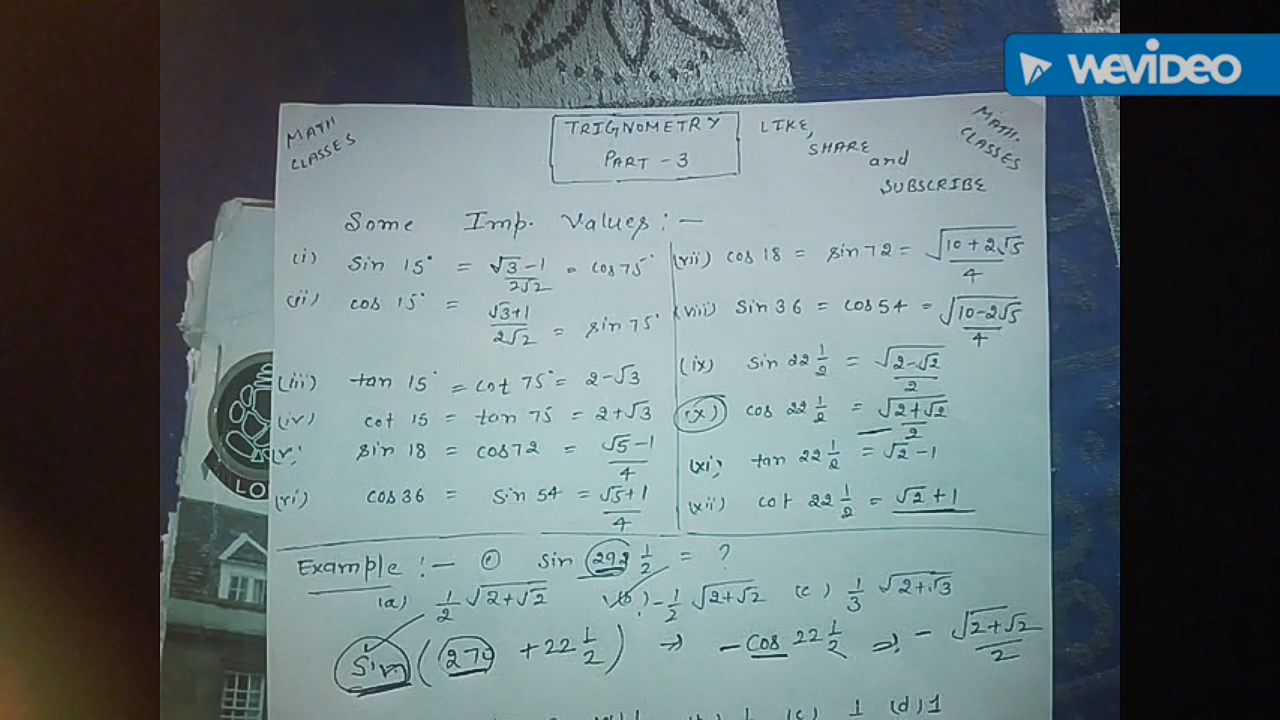 WeVideo
MATH CLASSES
TRIGNOMETRY PART - 3
LIKE, SHARE and SUBSCRIBE
MATH. CLASSES
Some Imp. Values : -
(i) Sin 15° = √3-1/2√2 = cos 75°
(ii) cos 15° = √3+1/2√2 = sin 75°
(iii) tan 15° = cot 75° = 2-√3
(iv) cot 15 = tan 75 = 2+√3
(v) sin 18 = cos 72 = √5-1/4
(vi) cos 36 = sin 54 = √5+1/4
(vii) cos 18 = sin 72 = √10+2√5/4
(viii) sin 36 = cos 54 = √10-2√5/4
(ix) sin 22 1/2 = √2-√2/2
(x) cos 22 1/2 = √2+√2/2
(xi) tan 22 1/2 = √2-1
(xii) cot 22 1/2 = √2+1
Example :- sin 292 1/2 = ?
(a) 1/2 √2+√2 (b) -1/2 √2+√2 (c) 1/3 √2+√3
Sin (270 + 22 1/2) ⇒ -cos 22 1/2 ⇒ - √2+√2/2
(c) (d) 1
LO